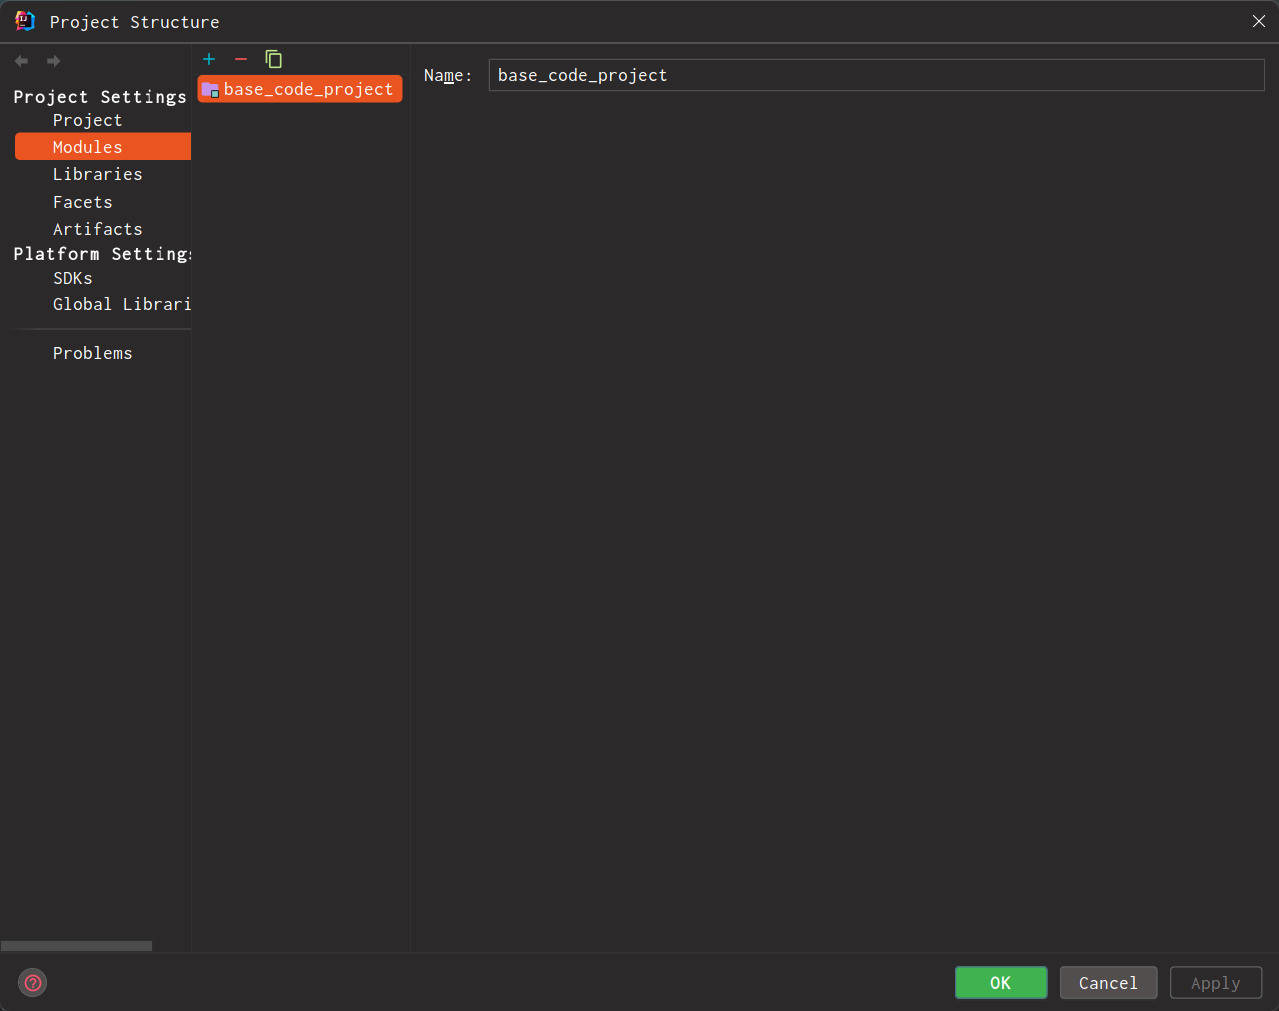 Project Structure
Project Settings
Project
Modules
Libraries
Facets
Artifacts
Platform Settings
SDKs
Global Librari
Problems
base_code_project
Name: base_code_project
?
OK Cancel Apply